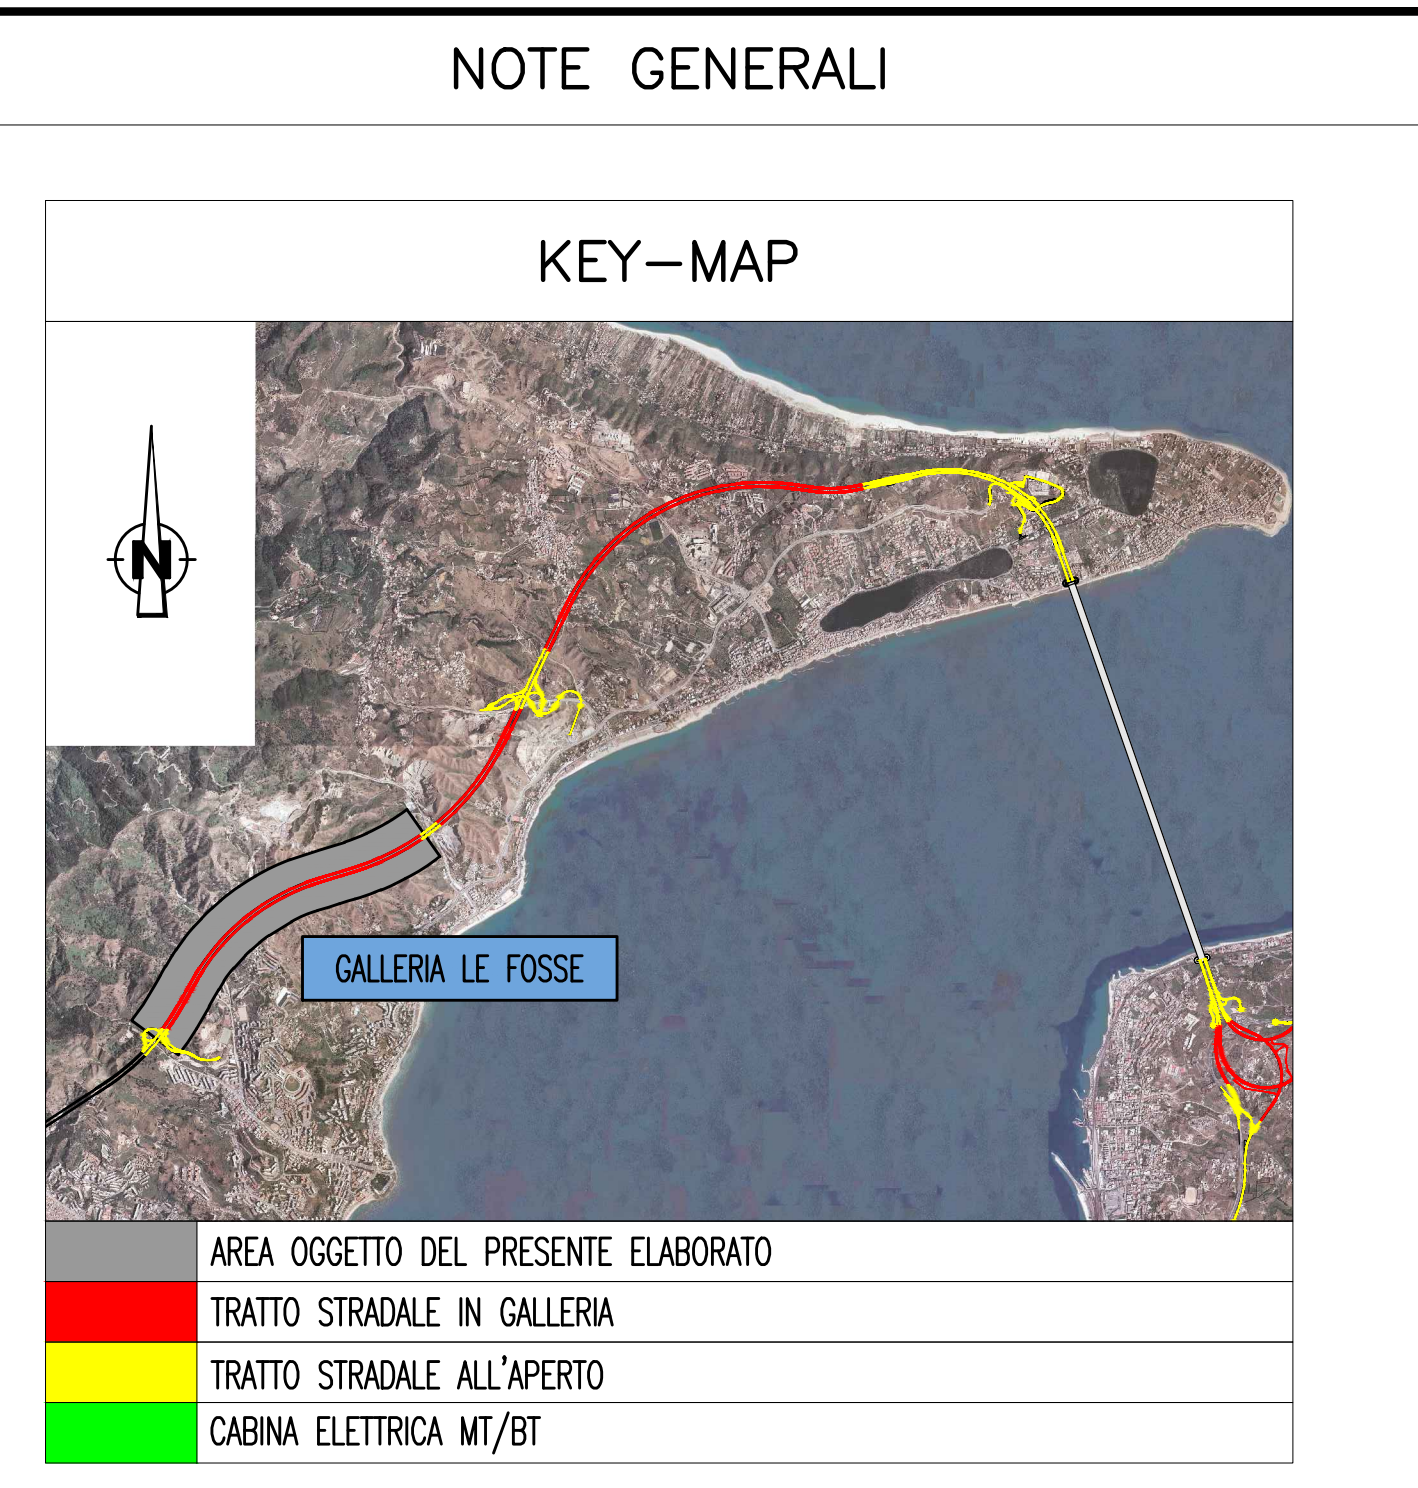 NOTE GENERALI
KEY-MAP
N
GALLERIA LE FOSSE
AREA OGGETTO DEL PRESENTE ELABORATO
TRATTO STRADALE IN GALLERIA
TRATTO STRADALE ALL'APERTO
CABINA ELETTRICA MT/BT